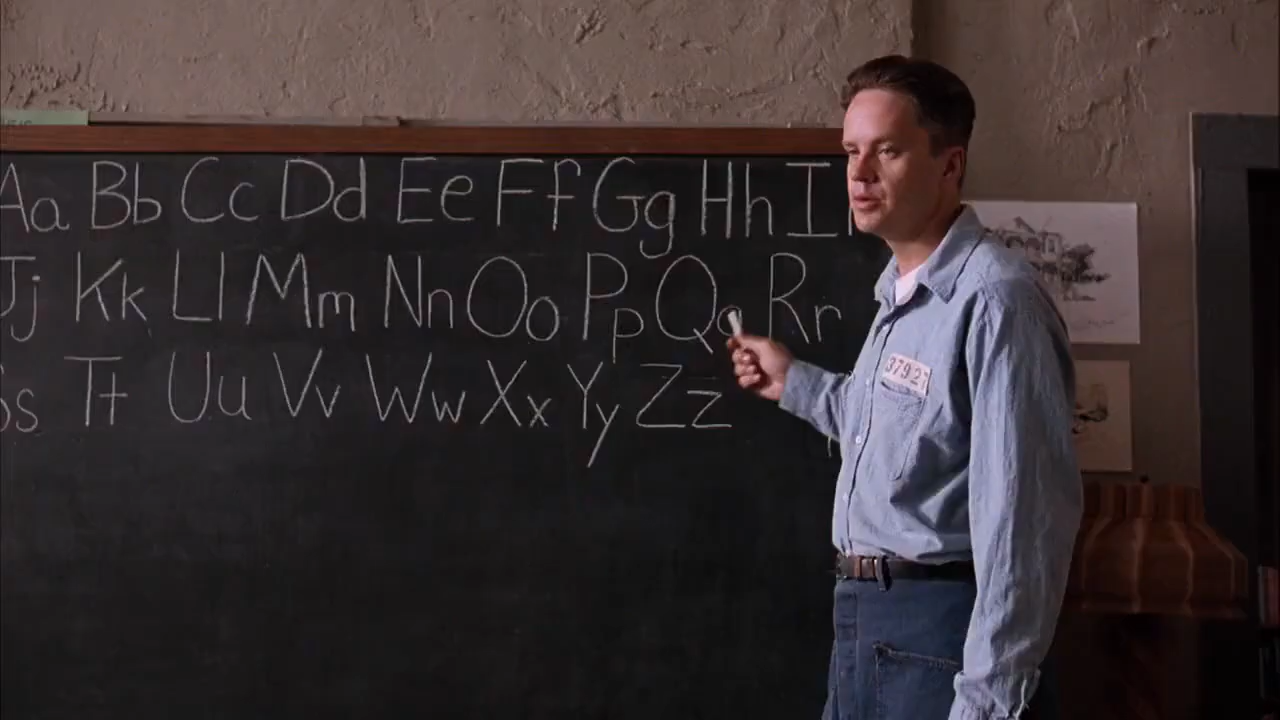 Aa Bb Cc Dd Ee Ff Gg Hh I
Jj Kk Ll Mm Nn Oo Pp Qq Rr
Ss Tt Uu Vv Ww Xx Yy Zz
37927